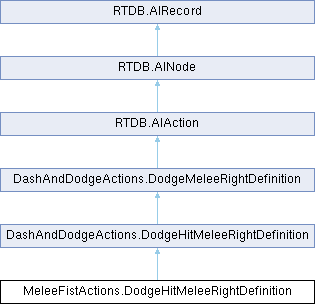 RTDB.AIRecord
RTDB.AINode
RTDB.AIAction
DashAndDodgeActions.DodgeMeleeRightDefinition
DashAndDodgeActions.DodgeHitMeleeRightDefinition
MeleeFistActions.DodgeHitMeleeRightDefinition